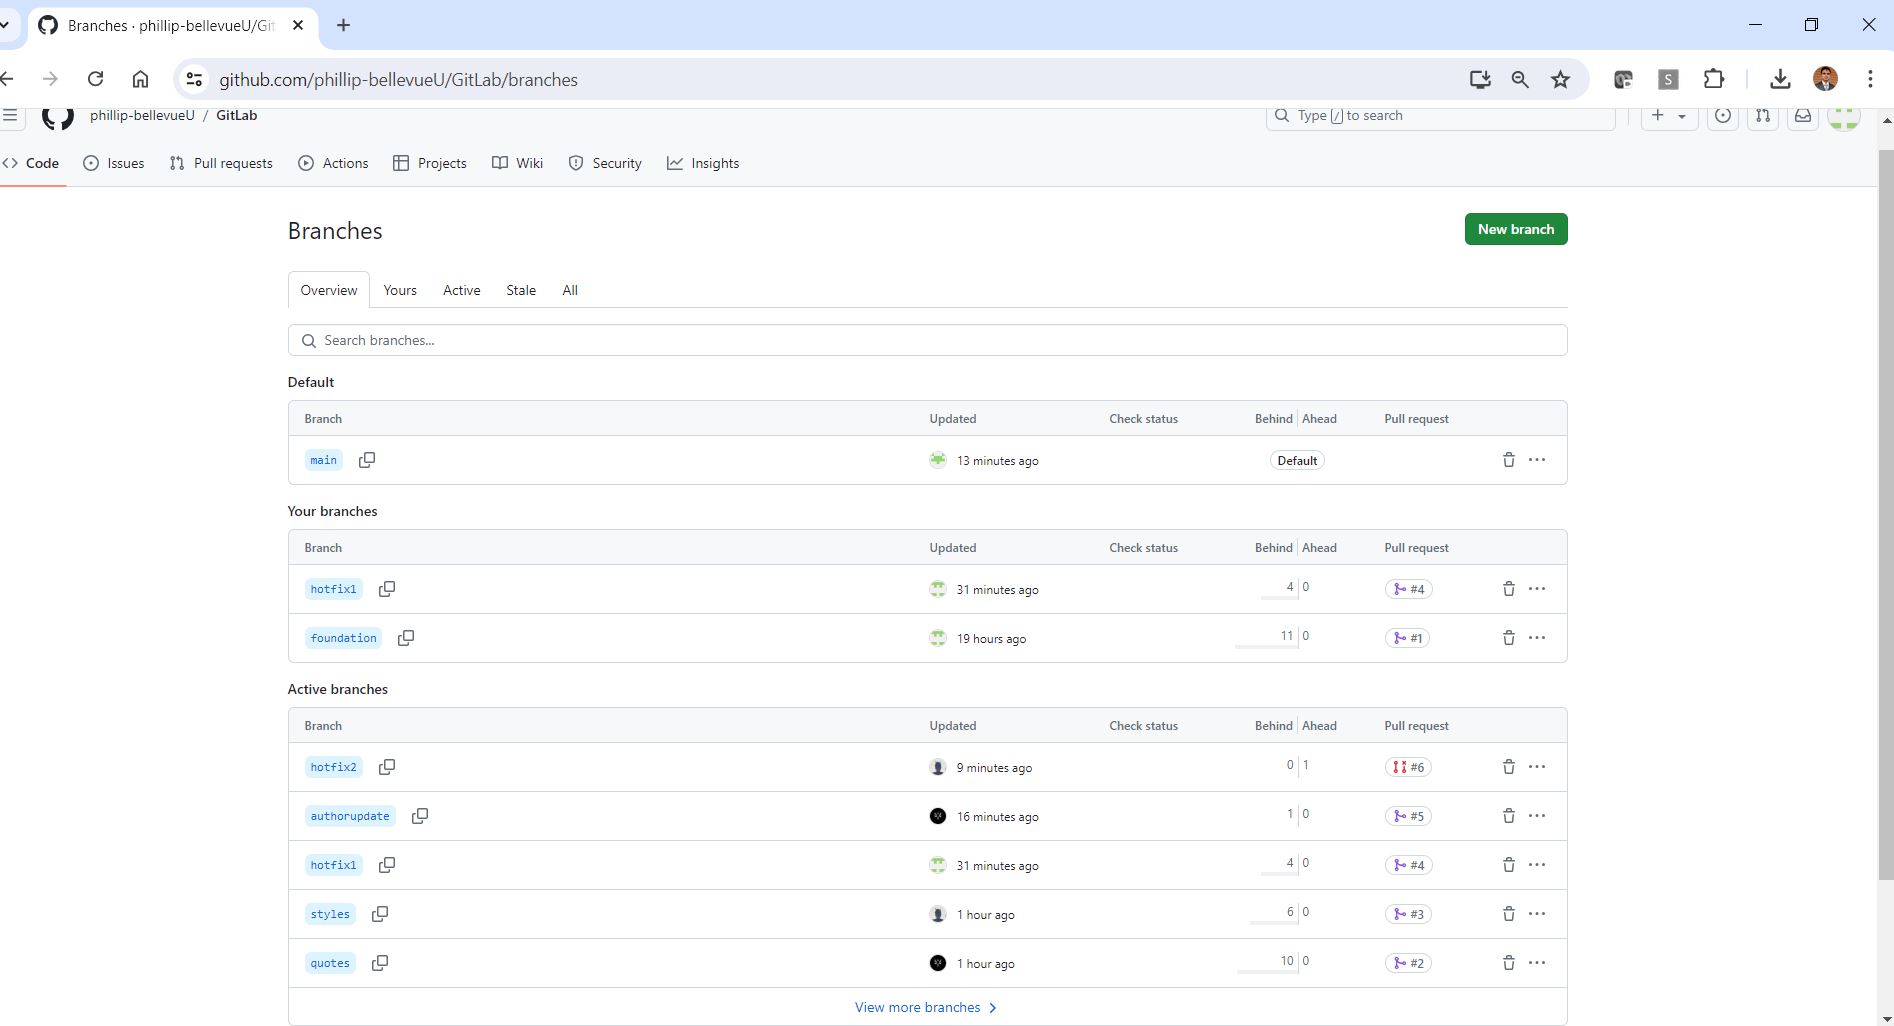 Branches · phillip-bellevueU/Git
github.com/phillip-bellevueU/GitLab/branches
S
phillip-bellevueU / GitLab
Type / to search
Code Issues Pull requests Actions Projects Wiki Security Insights
Branches
New branch
Overview Yours Active Stale All
Search branches...
Default
Branch Updated Check status Behind Ahead Pull request
main 13 minutes ago Default
Your branches
Branch Updated Check status Behind Ahead Pull request
hotfix1 31 minutes ago 4 0 #4
foundation 19 hours ago 11 0 #1
Active branches
Branch Updated Check status Behind Ahead Pull request
hotfix2 9 minutes ago 0 1 #6
authorupdate 16 minutes ago 1 0 #5
hotfix1 31 minutes ago 4 0 #4
styles 1 hour ago 6 0 #3
quotes 1 hour ago 10 0 #2
View more branches